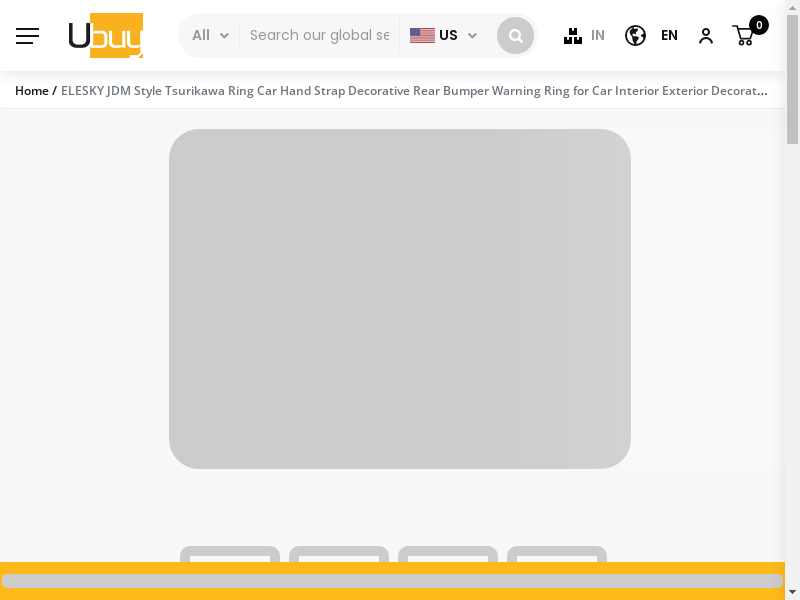 Ubuy
All
Search our global se
US
IN
EN
0
Home / ELESKY JDM Style Tsurikawa Ring Car Hand Strap Decorative Rear Bumper Warning Ring for Car Interior Exterior Decorat...